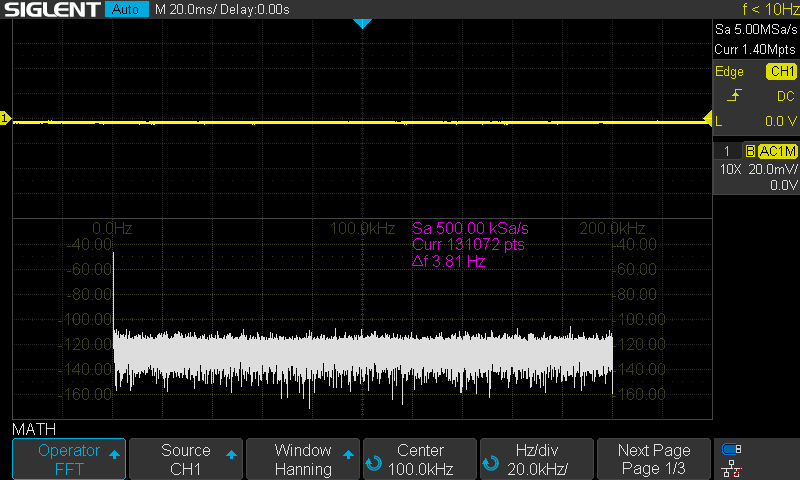 SIGLENT Auto M 20.0ms/ Delay:0.00s f < 10Hz
Sa 5.00MSa/s
Curr 1.40Mpts
Edge CH1
DC
L 0.0 V
1 B AC1M
10X 20.0mV/
0.0V
1
0.0Hz 100.0kHz Sa 500.00 kSa/s 200.0kHz
-40.00 Curr 131072 pts -40.00
-60.00 Δf 3.81 Hz -60.00
-80.00 -80.00
-100.00 -100.00
-120.00 -120.00
-140.00 -140.00
-160.00 -160.00
MATH
Operator Source Window Center Hz/div Next Page
FFT CH1 Hanning 100.0kHz 20.0kHz/ Page 1/3